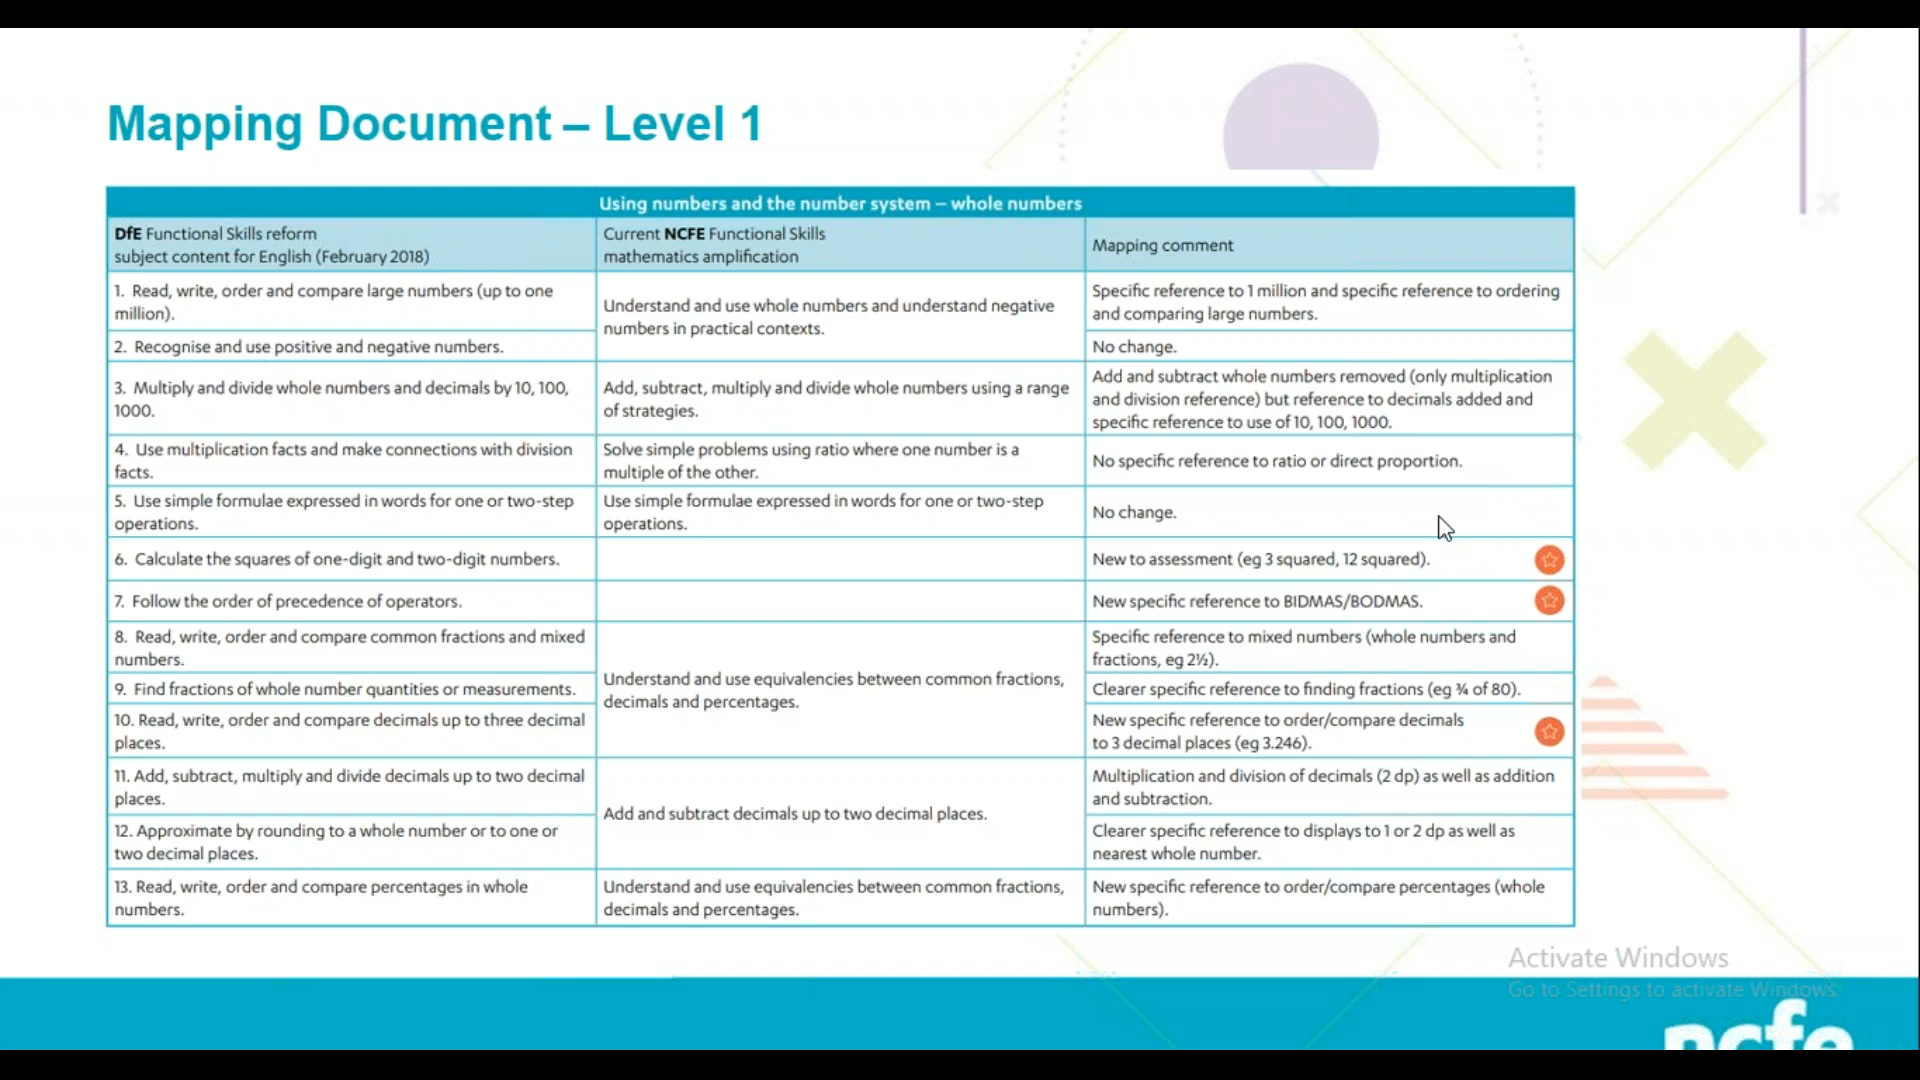 Mapping Document – Level 1
Using numbers and the number system – whole numbers
DfE Functional Skills reform
subject content for English (February 2018)
Current NCFE Functional Skills
mathematics amplification
Mapping comment
1. Read, write, order and compare large numbers (up to one
million).
Understand and use whole numbers and understand negative
numbers in practical contexts.
Specific reference to 1 million and specific reference to ordering
and comparing large numbers.
2. Recognise and use positive and negative numbers.
No change.
3. Multiply and divide whole numbers and decimals by 10, 100,
1000.
Add, subtract, multiply and divide whole numbers using a range
of strategies.
Add and subtract whole numbers removed (only multiplication
and division reference) but reference to decimals added and
specific reference to use of 10, 100, 1000.
4. Use multiplication facts and make connections with division
facts.
Solve simple problems using ratio where one number is a
multiple of the other.
No specific reference to ratio or direct proportion.
5. Use simple formulae expressed in words for one or two-step
operations.
Use simple formulae expressed in words for one or two-step
operations.
No change.
6. Calculate the squares of one-digit and two-digit numbers.
New to assessment (eg 3 squared, 12 squared).
7. Follow the order of precedence of operators.
New specific reference to BIDMAS/BODMAS.
8. Read, write, order and compare common fractions and mixed
numbers.
Understand and use equivalencies between common fractions,
decimals and percentages.
Specific reference to mixed numbers (whole numbers and
fractions, eg 2½).
9. Find fractions of whole number quantities or measurements.
Clearer specific reference to finding fractions (eg ¾ of 80).
10. Read, write, order and compare decimals up to three decimal
places.
New specific reference to order/compare decimals
to 3 decimal places (eg 3.246).
11. Add, subtract, multiply and divide decimals up to two decimal
places.
Add and subtract decimals up to two decimal places.
Multiplication and division of decimals (2 dp) as well as addition
and subtraction.
12. Approximate by rounding to a whole number or to one or
two decimal places.
Clearer specific reference to displays to 1 or 2 dp as well as
nearest whole number.
13. Read, write, order and compare percentages in whole
numbers.
Understand and use equivalencies between common fractions,
decimals and percentages.
New specific reference to order/compare percentages (whole
numbers).
Activate Windows
Go to Settings to activate Windows.
ncfe